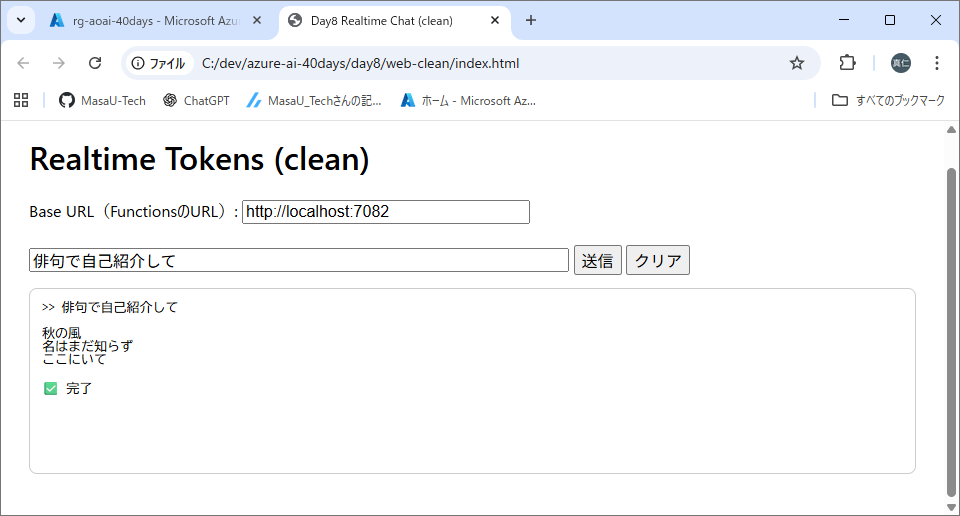 rg-aoai-40days - Microsoft Azu
Day8 Realtime Chat (clean)
ファイル
C:/dev/azure-ai-40days/day8/web-clean/index.html
真仁
MasaU-Tech
ChatGPT
MasaU_Techさんの記...
ホーム - Microsoft Az...
すべてのブックマーク
Realtime Tokens (clean)
Base URL（FunctionsのURL）: http://localhost:7082
俳句で自己紹介して 送信 クリア
>> 俳句で自己紹介して
秋の風
名はまだ知らず
ここにいて
✅ 完了